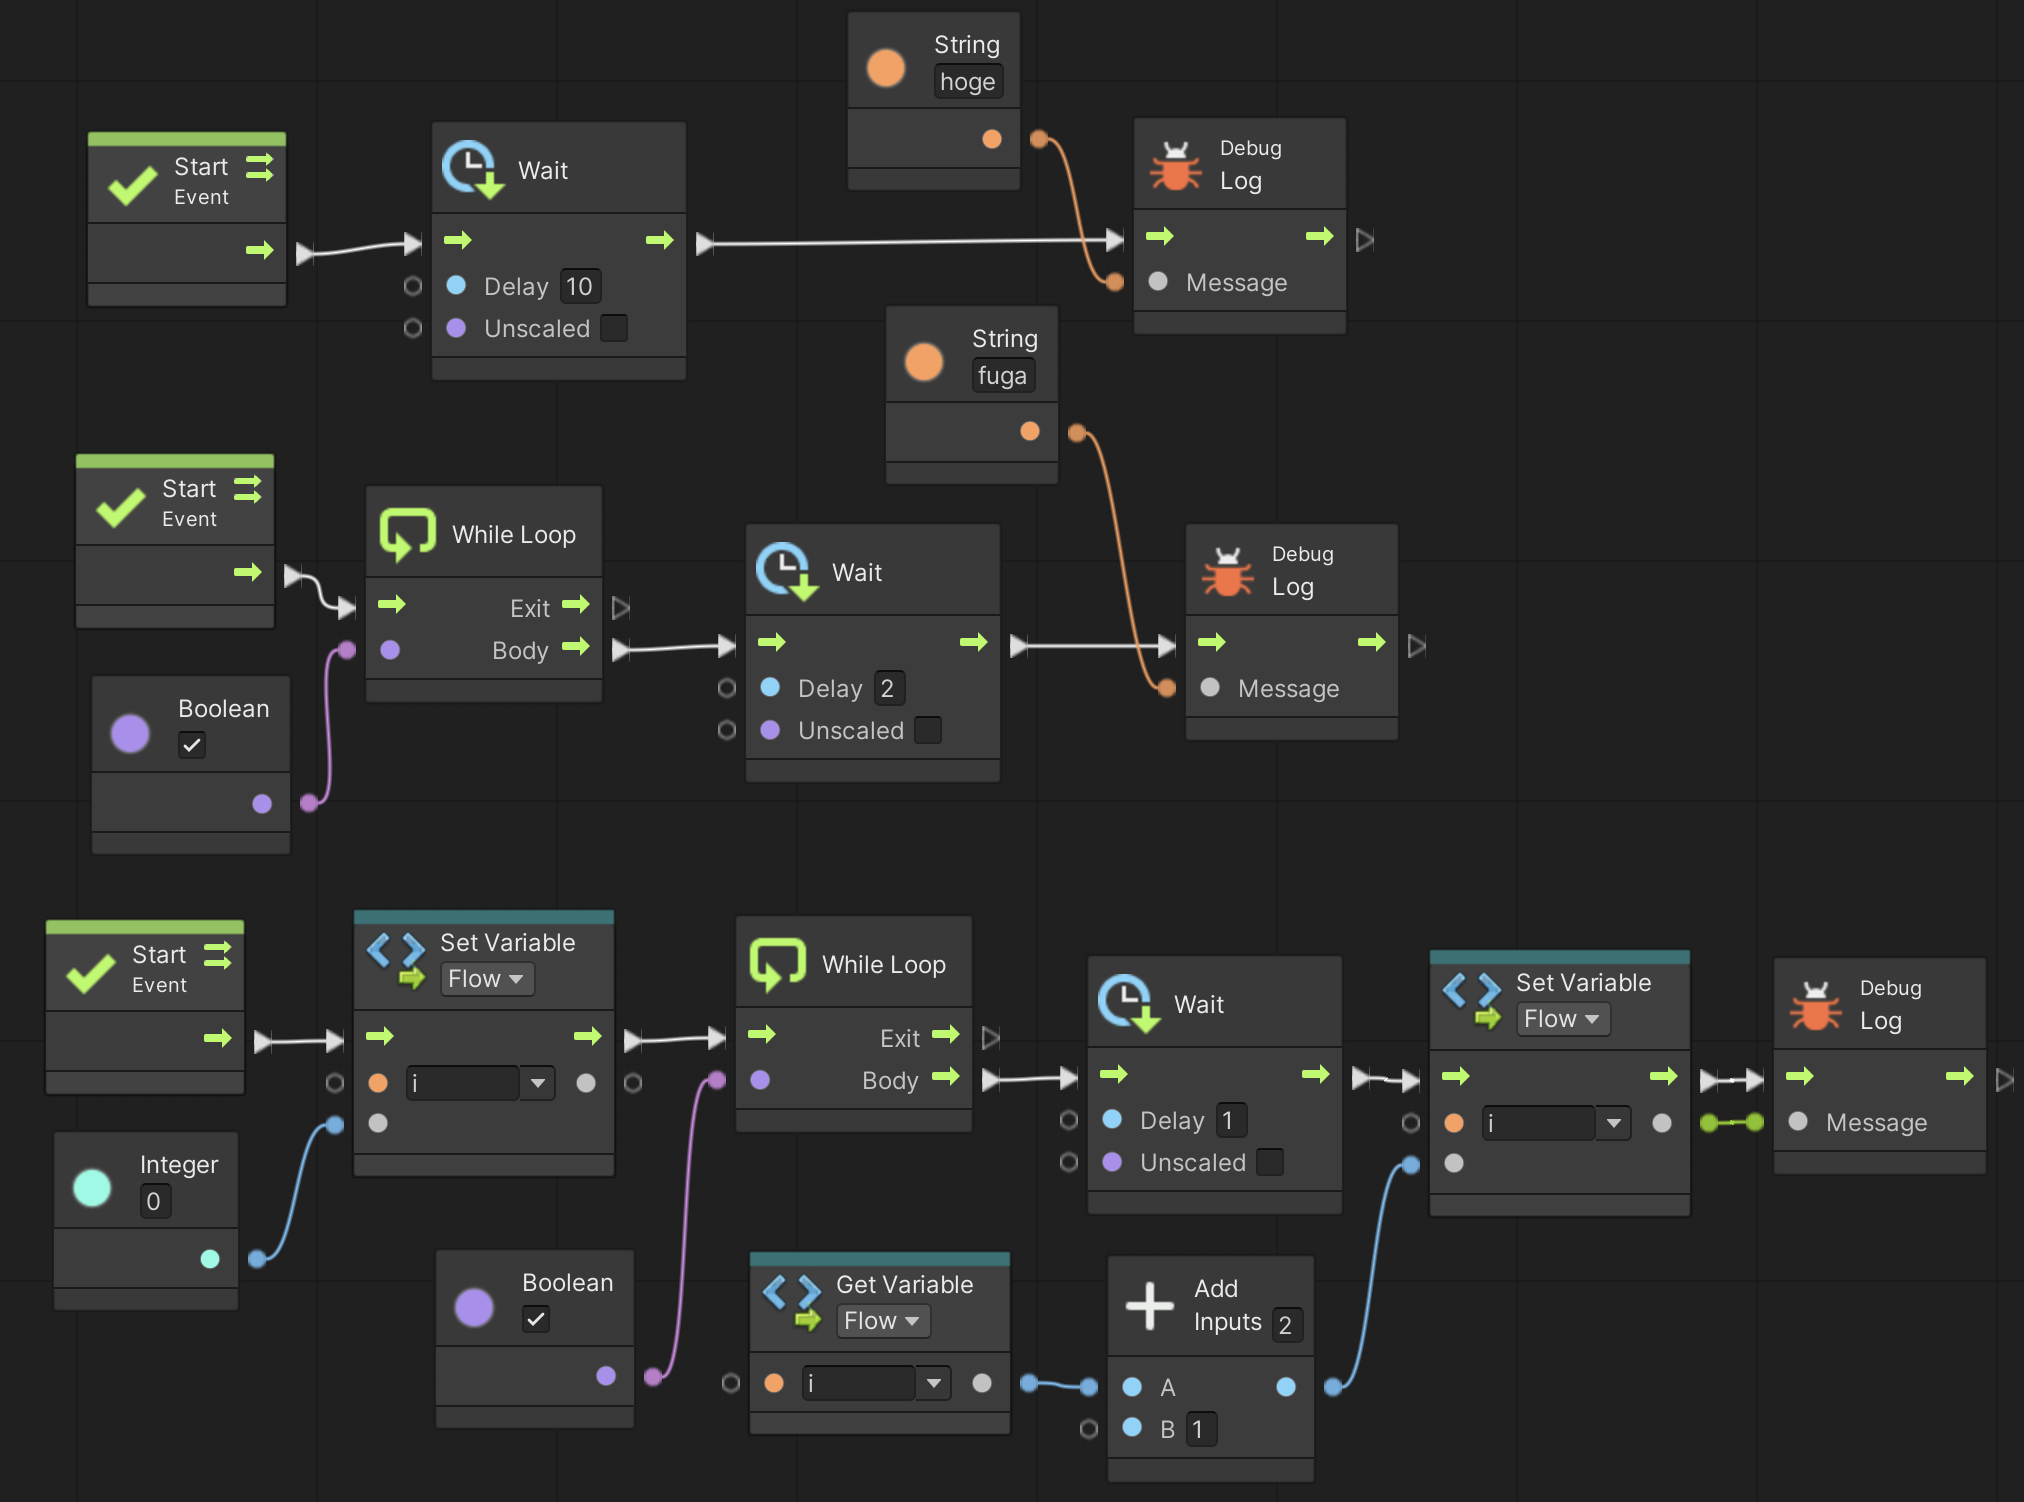 String
hoge
Start
Event
Wait
Delay 10
Unscaled
Debug
Log
Message
String
fuga
Start
Event
While Loop
Exit
Body
Boolean
Wait
Delay 2
Unscaled
Debug
Log
Message
Start
Event
Set Variable
Flow
i
Integer
0
While Loop
Exit
Body
Boolean
Wait
Delay 1
Unscaled
Set Variable
Flow
i
Debug
Log
Message
Get Variable
Flow
i
Add
Inputs 2
A
B 1